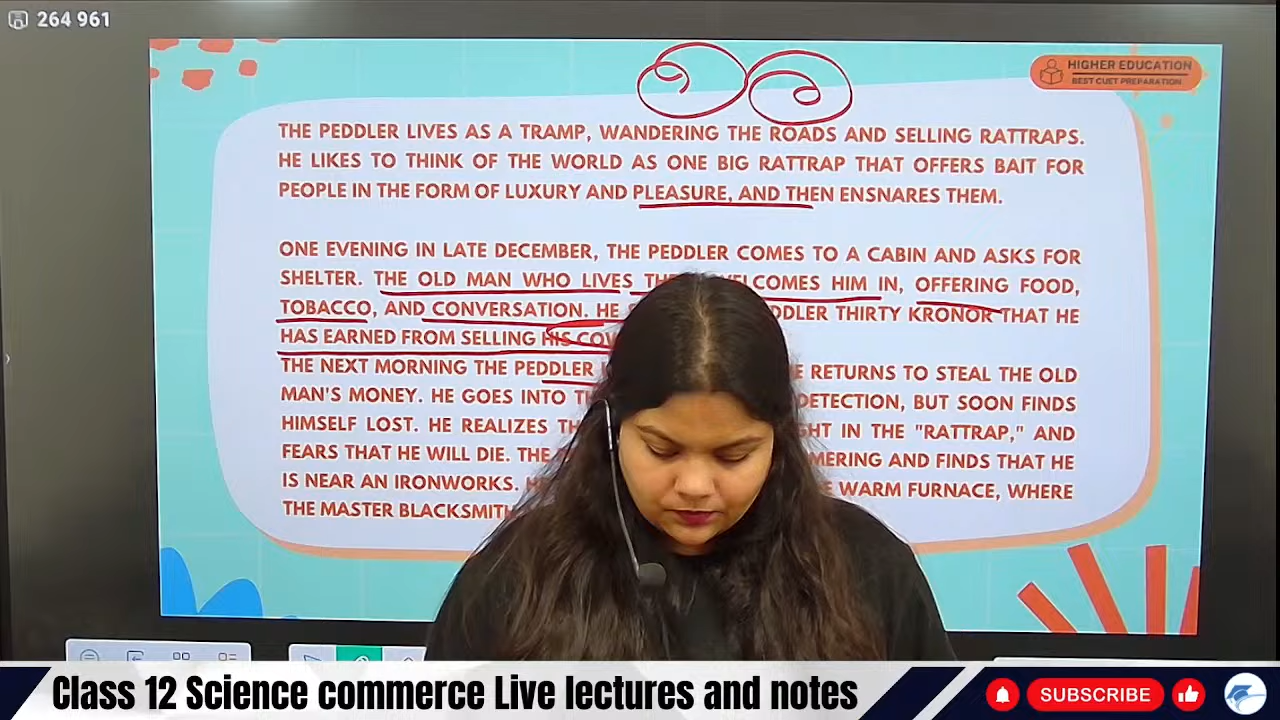 264 961
HIGHER EDUCATION
BEST CUET PREPARATION
THE PEDDLER LIVES AS A TRAMP, WANDERING THE ROADS AND SELLING RATTRAPS.
HE LIKES TO THINK OF THE WORLD AS ONE BIG RATTRAP THAT OFFERS BAIT FOR
PEOPLE IN THE FORM OF LUXURY AND PLEASURE, AND THEN ENSNARES THEM.
ONE EVENING IN LATE DECEMBER, THE PEDDLER COMES TO A CABIN AND ASKS FOR
SHELTER. THE OLD MAN WHO LIVES HIM IN, OFFERING FOOD,
TOBACCO, AND CONVERSATION. HE THIRTY KRONOR THAT HE
HAS EARNED FROM SELLING HIS
THE NEXT MORNING THE PEDDLER RETURNS TO STEAL THE OLD
MAN'S MONEY. HE GOES INTO DETECTION, BUT SOON FINDS
HIMSELF LOST. HE REALIZES IN THE "RATTRAP," AND
FEARS THAT HE WILL DIE. THE AND FINDS THAT HE
IS NEAR AN IRONWORKS. WARM FURNACE, WHERE
THE MASTER BLACKSMITH
Class 12 Science commerce Live lectures and notes
SUBSCRIBE